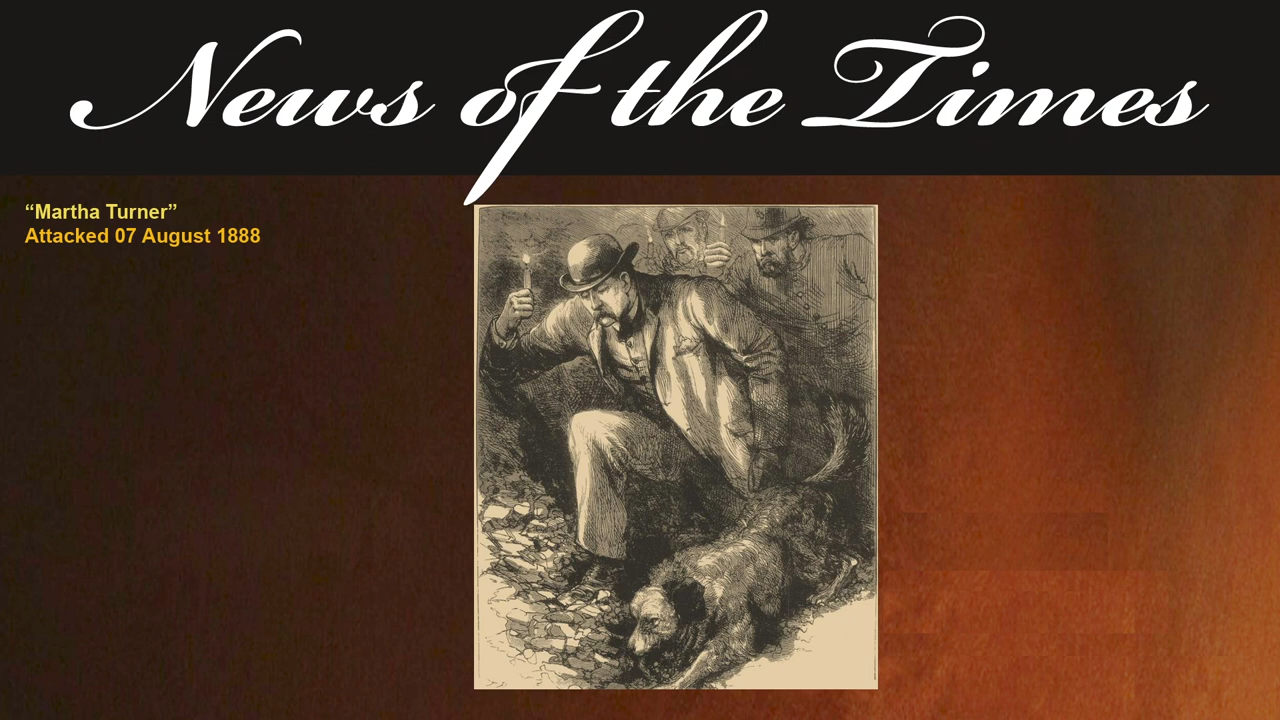 News of the Times
“Martha Turner”
Attacked 07 August 1888